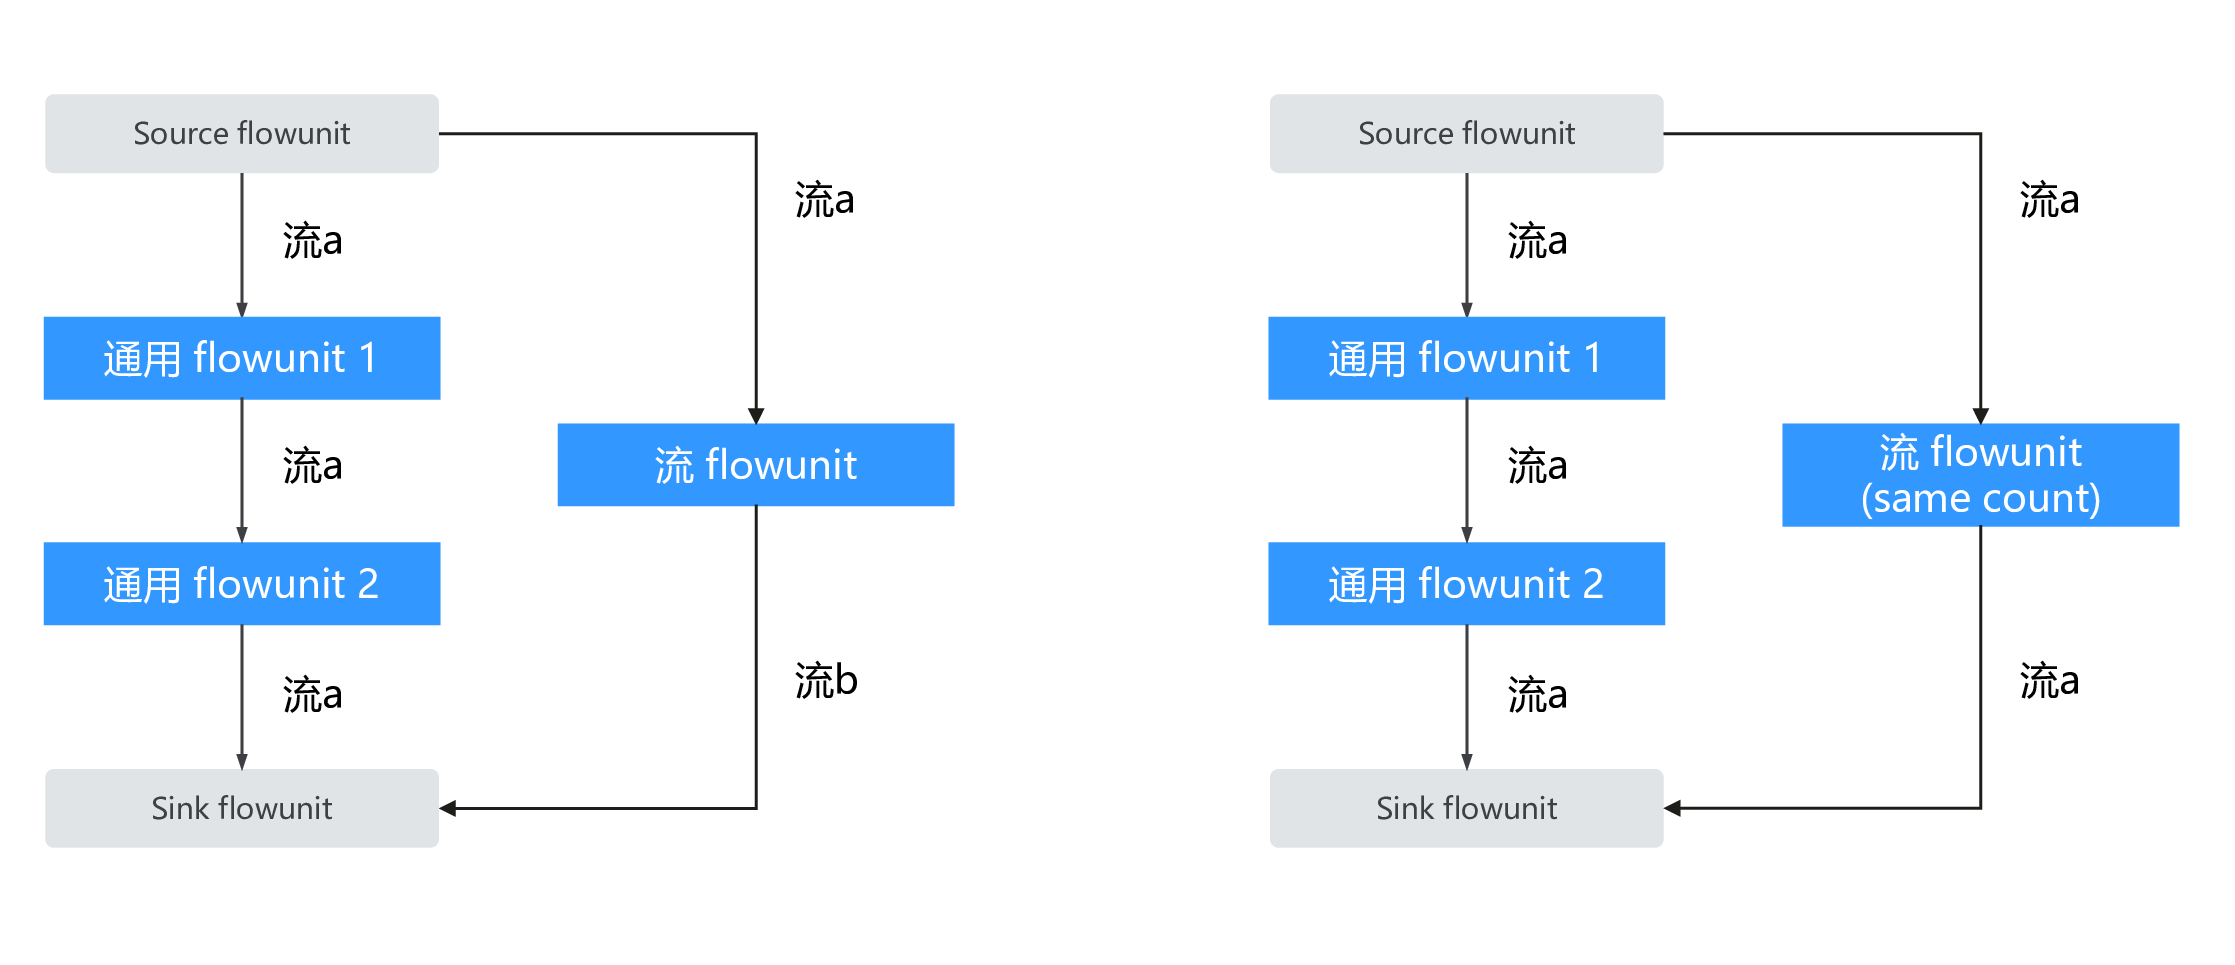 Source flowunit
流a
流a
通用 flowunit 1
流a
流 flowunit
通用 flowunit 2
流a
流b
Sink flowunit
Source flowunit
流a
流a
通用 flowunit 1
流a
流 flowunit
(same count)
通用 flowunit 2
流a
流a
Sink flowunit